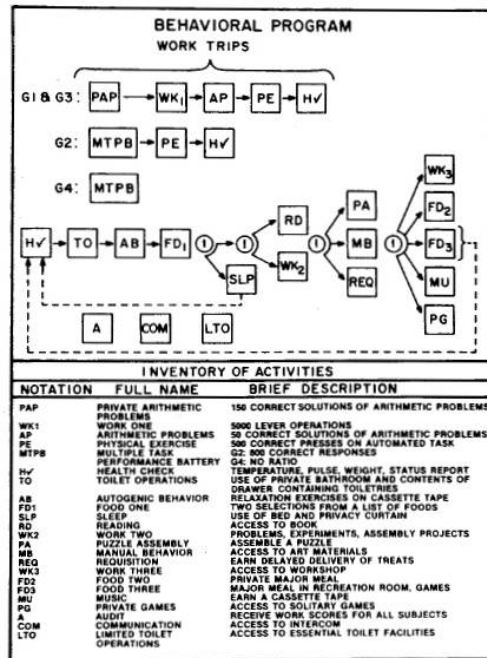 BEHAVIORAL PROGRAM
WORK TRIPS
G1 & G3: PAP WK1 AP PE H✓
G2: MTPB PE H✓
G4: MTPB
H✓ TO AB FD1 1 1 RD 1 PA 1 WK3
SLP WK2 MB REQ FD2 FD3 MU PG
A COM LTO
INVENTORY OF ACTIVITIES
NOTATION FULL NAME BRIEF DESCRIPTION
PAP PRIVATE ARITHMETIC 150 CORRECT SOLUTIONS OF ARITHMETIC PROBLEMS
PROBLEMS
WK1 WORK ONE 5000 LEVER OPERATIONS
AP ARITHMETIC PROBLEMS 50 CORRECT SOLUTIONS OF ARITHMETIC PROBLEMS
PE PHYSICAL EXERCISE 500 CORRECT PRESSES ON AUTOMATED TASK
MTPB MULTIPLE TASK G2: 800 CORRECT RESPONSES
PERFORMANCE BATTERY G4: NO RATIO
H✓ HEALTH CHECK TEMPERATURE, PULSE, WEIGHT, STATUS REPORT
TO TOILET OPERATIONS USE OF PRIVATE BATHROOM AND CONTENTS OF
DRAWER CONTAINING TOILETRIES
AB AUTOGENIC BEHAVIOR RELAXATION EXERCISES ON CASSETTE TAPE
FD1 FOOD ONE TWO SELECTIONS FROM A LIST OF FOODS
SLP SLEEP USE OF BED AND PRIVACY CURTAIN
RD READING ACCESS TO BOOK
WK2 WORK TWO PROBLEMS, EXPERIMENTS, ASSEMBLY PROJECTS
PA PUZZLE ASSEMBLY ASSEMBLE A PUZZLE
MB MANUAL BEHAVIOR ACCESS TO ART MATERIALS
REQ REQUISITION EARN DELAYED DELIVERY OF TREATS
WK3 WORK THREE ACCESS TO WORKSHOP
FD2 FOOD TWO PRIVATE MAJOR MEAL
FD3 FOOD THREE MAJOR MEAL IN RECREATION ROOM, GAMES
MU MUSIC EARN A CASSETTE TAPE
PG PRIVATE GAMES ACCESS TO SOLITARY GAMES
A AUDIT RECEIVE WORK SCORES FOR ALL SUBJECTS
COM COMMUNICATION ACCESS TO INTERCOM
LTO LIMITED TOILET ACCESS TO ESSENTIAL TOILET FACILITIES
OPERATIONS